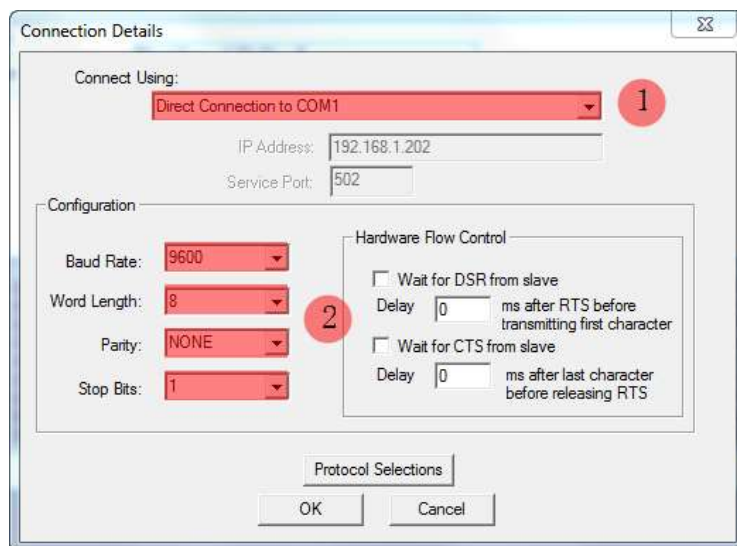 Connection Details
Connect Using:
Direct Connection to COM1
1
IP Address: 192.168.1.202
Service Port: 502
Configuration
Baud Rate: 9600
Word Length: 8
Parity: NONE
Stop Bits: 1
2
Hardware Flow Control
Wait for DSR from slave
Delay 0 ms after RTS before
transmitting first character
Wait for CTS from slave
Delay 0 ms after last character
before releasing RTS
Protocol Selections
OK Cancel